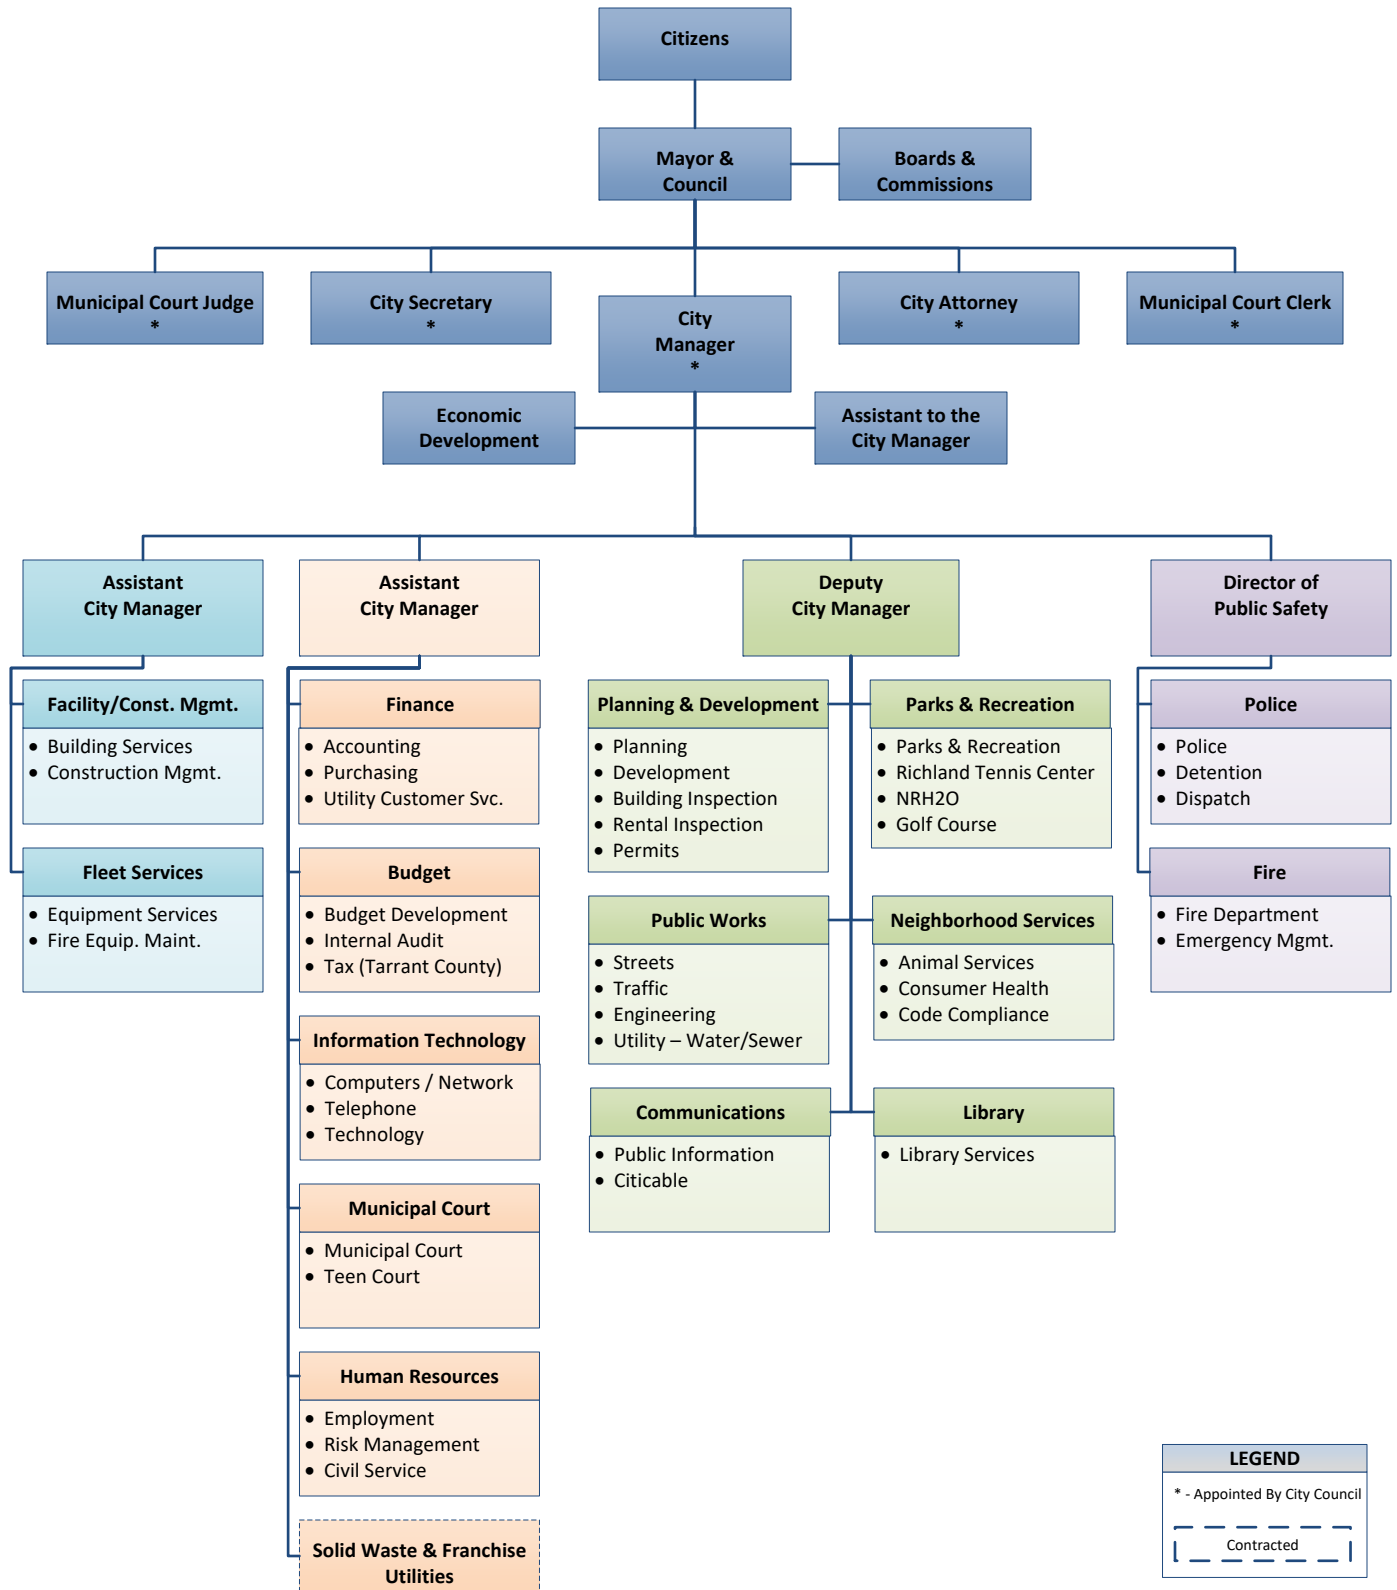 Citizens
Mayor &
Council
Boards &
Commissions
Municipal Court Judge
*
City Secretary
*
City
Manager
*
City Attorney
*
Municipal Court Clerk
*
Economic
Development
Assistant to the
City Manager
Assistant
City Manager
Assistant
City Manager
Deputy
City Manager
Director of
Public Safety
Facility/Const. Mgmt.
• Building Services
• Construction Mgmt.
Fleet Services
• Equipment Services
• Fire Equip. Maint.
Finance
• Accounting
• Purchasing
• Utility Customer Svc.
Budget
• Budget Development
• Internal Audit
• Tax (Tarrant County)
Information Technology
• Computers / Network
• Telephone
• Technology
Municipal Court
• Municipal Court
• Teen Court
Human Resources
• Employment
• Risk Management
• Civil Service
Solid Waste & Franchise
Utilities
Planning & Development
• Planning
• Development
• Building Inspection
• Rental Inspection
• Permits
Parks & Recreation
• Parks & Recreation
• Richland Tennis Center
• NRH2O
• Golf Course
Public Works
• Streets
• Traffic
• Engineering
• Utility – Water/Sewer
Neighborhood Services
• Animal Services
• Consumer Health
• Code Compliance
Communications
• Public Information
• Citicable
Library
• Library Services
Police
• Police
• Detention
• Dispatch
Fire
• Fire Department
• Emergency Mgmt.
LEGEND
* - Appointed By City Council
Contracted